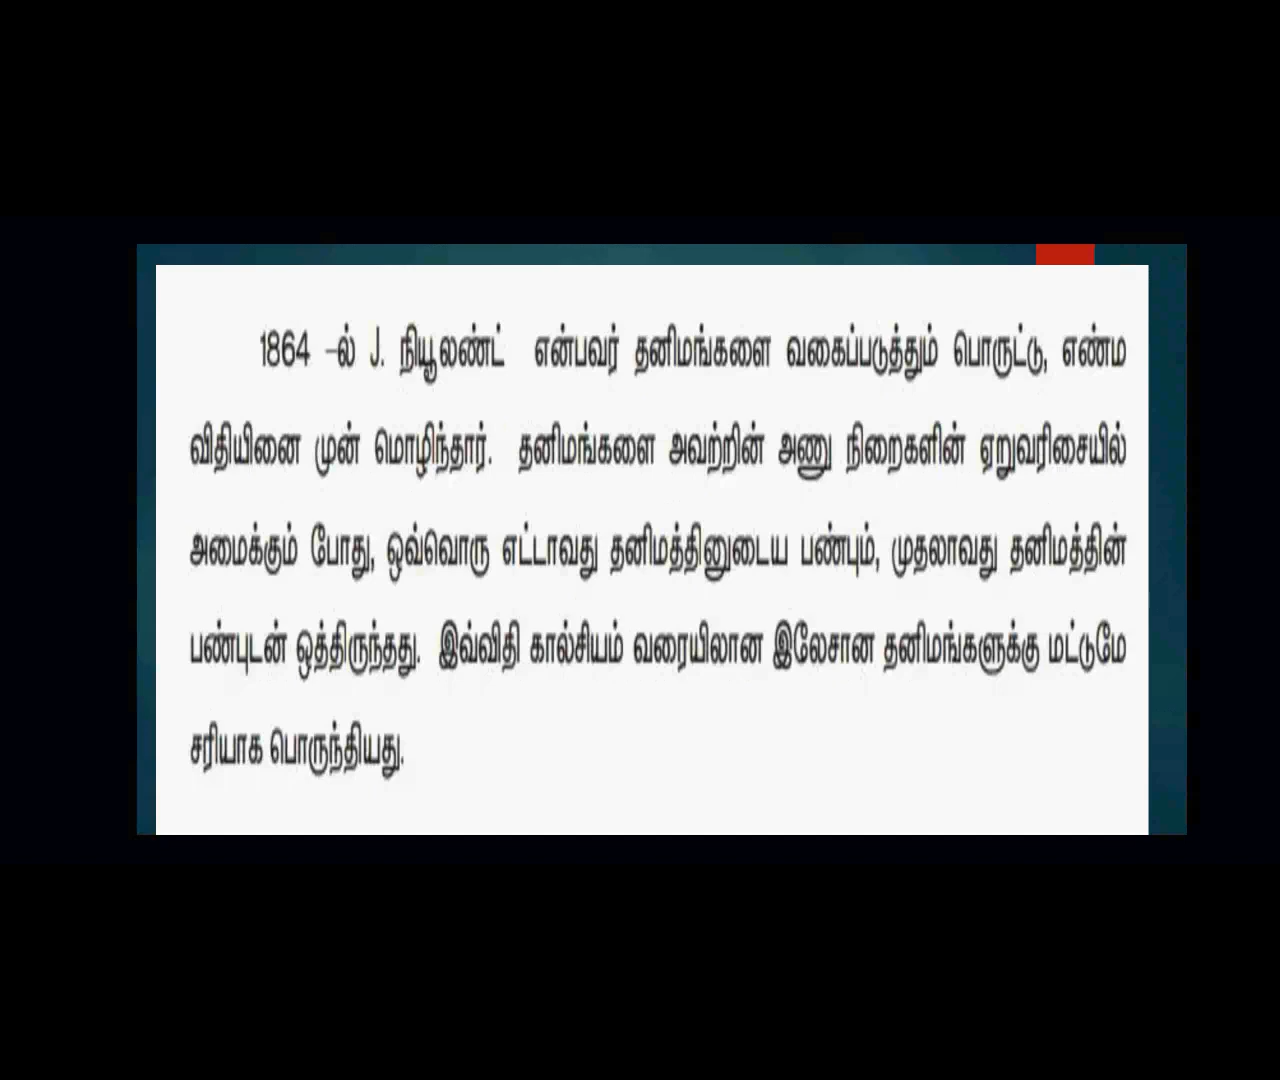 1864 –ல் J. நியூலண்ட் என்பவர் தனிமங்களை வகைப்படுத்தும் பொருட்டு, எண்ம
விதியினை முன் மொழிந்தார். தனிமங்களை அவற்றின் அணு நிறைகளின் ஏறுவரிசையில்
அமைக்கும் போது, ஒவ்வொரு எட்டாவது தனிமத்தினுடைய பண்பும், முதலாவது தனிமத்தின்
பண்புடன் ஒத்திருந்தது. இவ்விதி கால்சியம் வரையிலான இலேசான தனிமங்களுக்கு மட்டுமே
சரியாக பொருந்தியது.